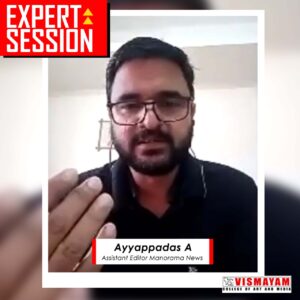 EXPERT
SESSION
Ayyappadas A
Assistant Editor Manorama News
VISMAYAM
COLLEGE OF ART AND MEDIA